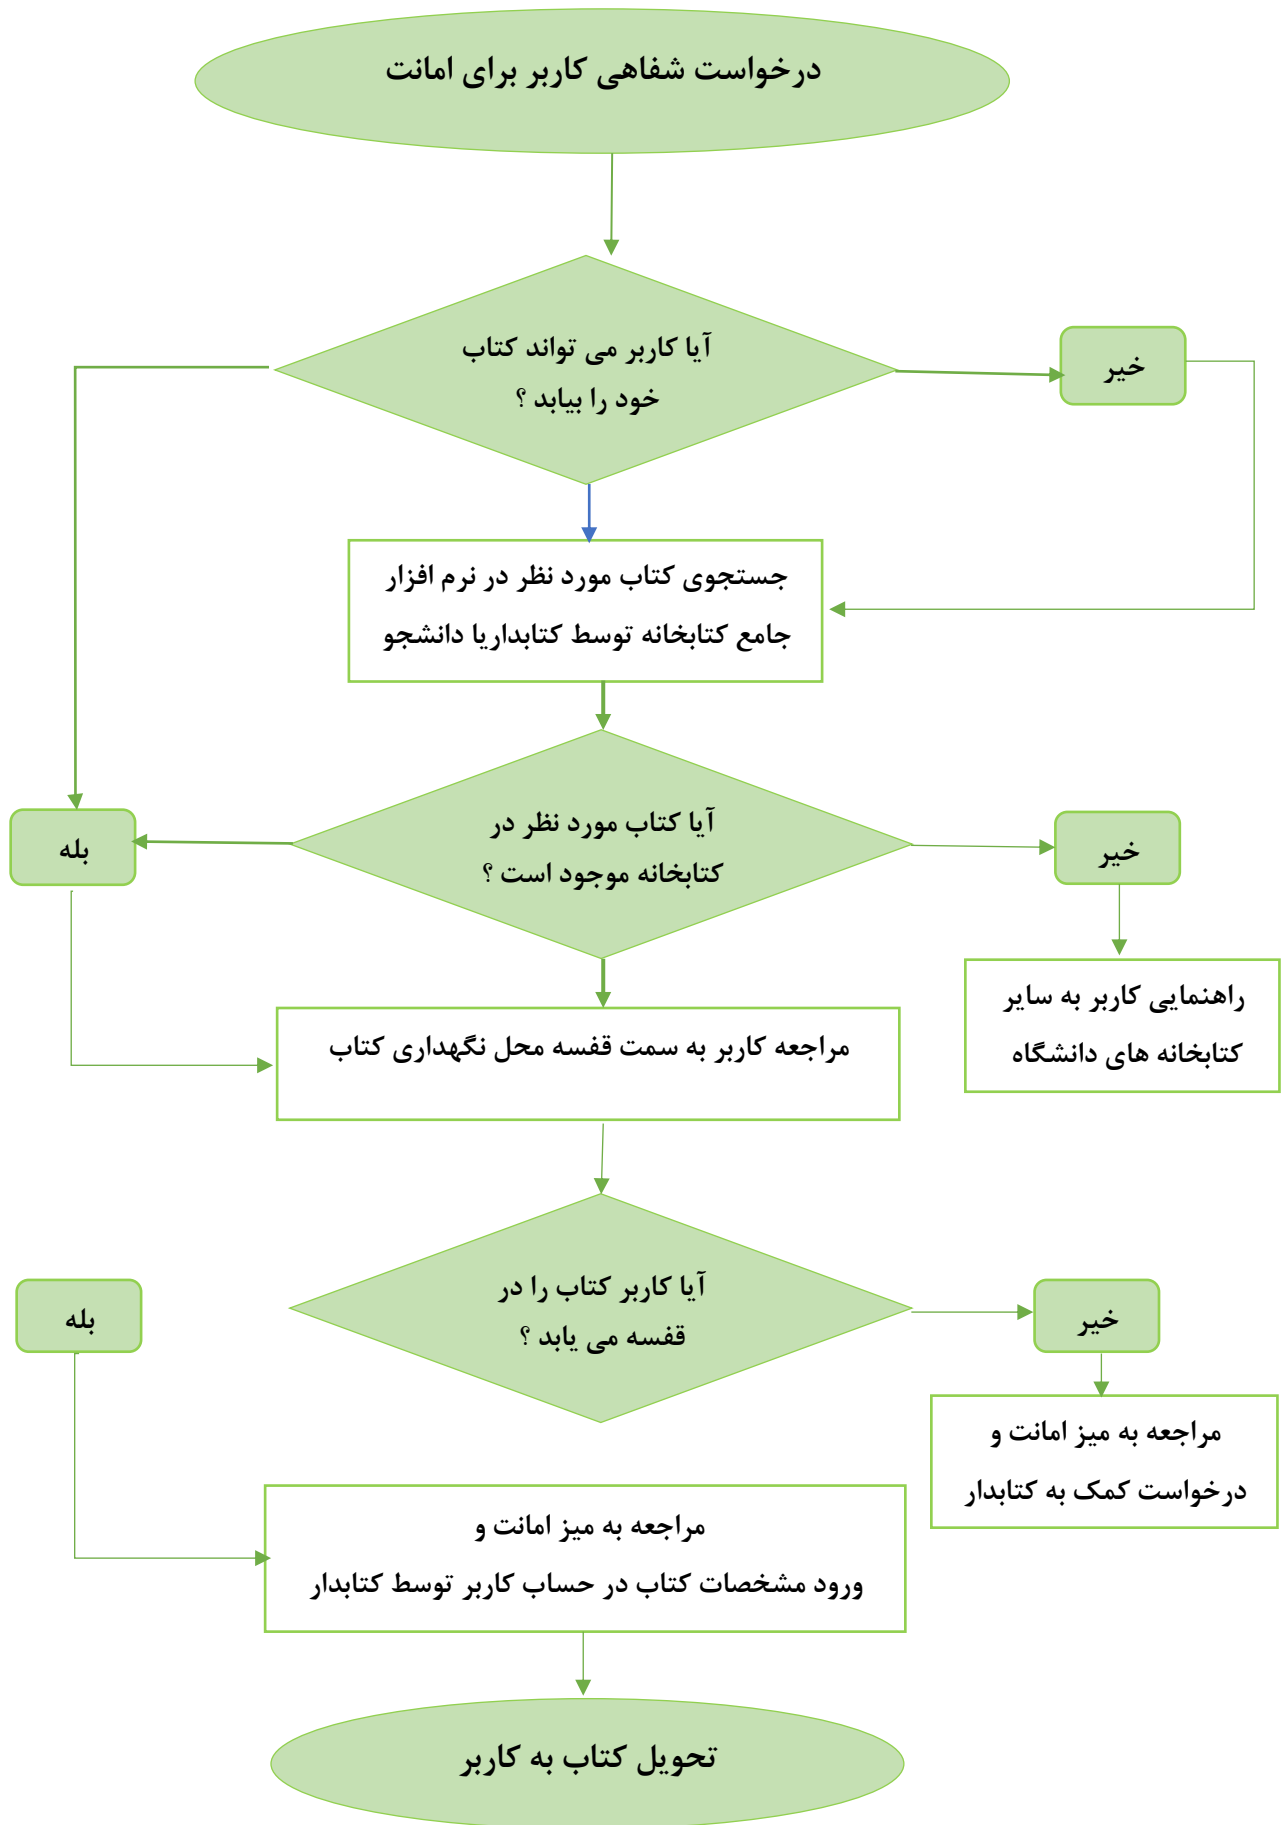 درخواست شفاهی کاربر برای امانت
آیا کاربر می تواند کتاب
خود را بیابد ؟
خیر
جستجوی کتاب مورد نظر در نرم افزار
جامع کتابخانه توسط کتابداریا دانشجو
آیا کتاب مورد نظر در
کتابخانه موجود است ؟
خیر
بله
راهنمایی کاربر به سایر
کتابخانه های دانشگاه
مراجعه کاربر به سمت قفسه محل نگهداری کتاب
آیا کاربر کتاب را در
قفسه می یابد ؟
خیر
بله
مراجعه به میز امانت و
درخواست کمک به کتابدار
مراجعه به میز امانت و
ورود مشخصات کتاب در حساب کاربر توسط کتابدار
تحویل کتاب به کاربر